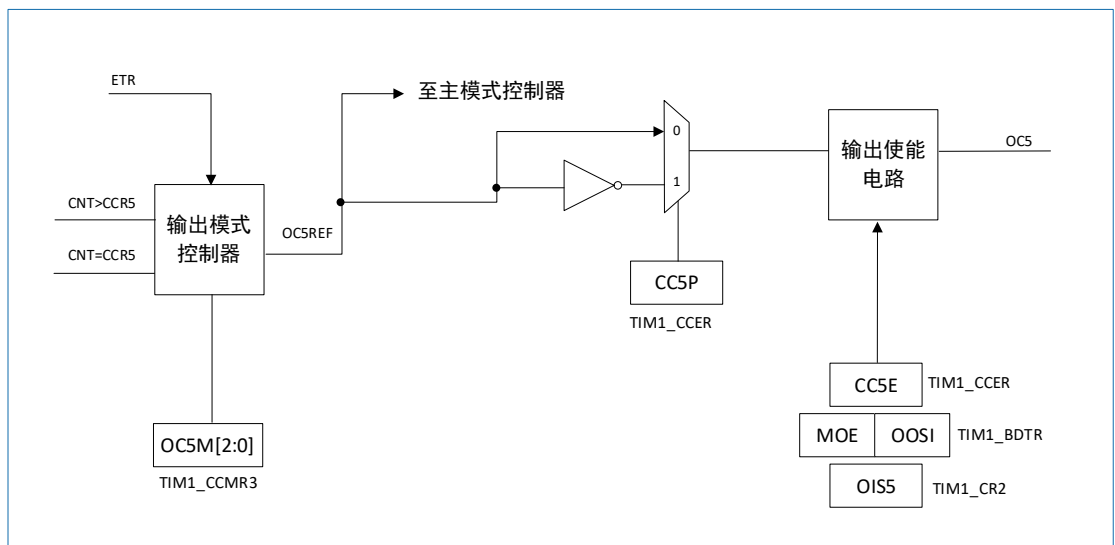 ETR
至主模式控制器
0
1
输出使能
电路
OC5
CNT>CCR5
CNT=CCR5
输出模式
控制器
OC5REF
CC5P
TIM1_CCER
CC5E
TIM1_CCER
MOE
OOSI
TIM1_BDTR
OIS5
TIM1_CR2
OC5M[2:0]
TIM1_CCMR3